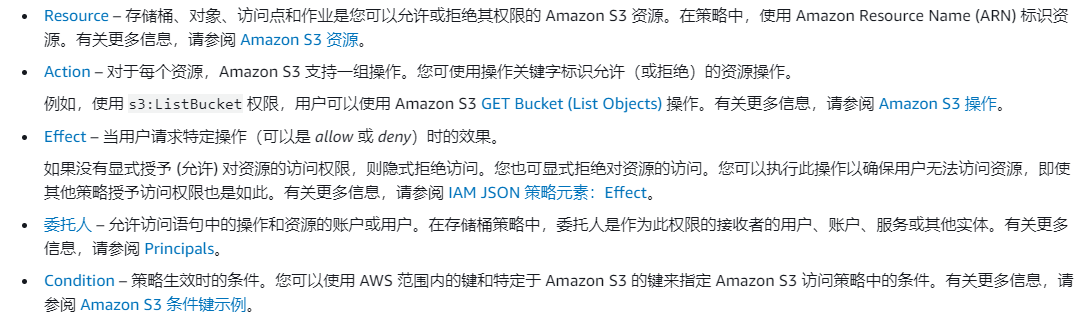 • Resource – 存储桶、对象、访问点和作业是您可以允许或拒绝其权限的 Amazon S3 资源。在策略中，使用 Amazon Resource Name (ARN) 标识资
源。有关更多信息，请参阅 Amazon S3 资源。
• Action – 对于每个资源，Amazon S3 支持一组操作。您可使用操作关键字标识允许（或拒绝）的资源操作。
例如，使用 s3:ListBucket 权限，用户可以使用 Amazon S3 GET Bucket (List Objects) 操作。有关更多信息，请参阅 Amazon S3 操作。
• Effect – 当用户请求特定操作（可以是 allow 或 deny）时的效果。
如果没有显式授予 (允许) 对资源的访问权限，则隐式拒绝访问。您也可显式拒绝对资源的访问。您可以执行此操作以确保用户无法访问资源，即使
其他策略授予访问权限也是如此。有关更多信息，请参阅 IAM JSON 策略元素：Effect。
• 委托人 – 允许访问语句中的操作和资源的账户或用户。在存储桶策略中，委托人是作为此权限的接收者的用户、账户、服务或其他实体。有关更多
信息，请参阅 Principals。
• Condition – 策略生效时的条件。您可以使用 AWS 范围内的键和特定于 Amazon S3 的键来指定 Amazon S3 访问策略中的条件。有关更多信息，请
参阅 Amazon S3 条件键示例。